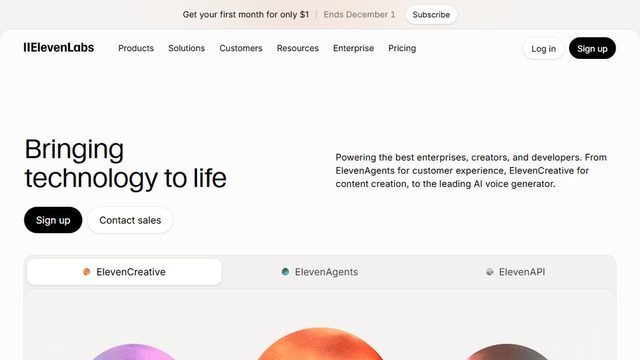 Get your first month for only $1 | Ends December 1 Subscribe
IIElevenLabs Products Solutions Customers Resources Enterprise Pricing Log in Sign up
Bringing
technology to life
Powering the best enterprises, creators, and developers. From
ElevenAgents for customer experience, ElevenCreative for
content creation, to the leading AI voice generator.
Sign up Contact sales
ElevenCreative ElevenAgents ElevenAPI